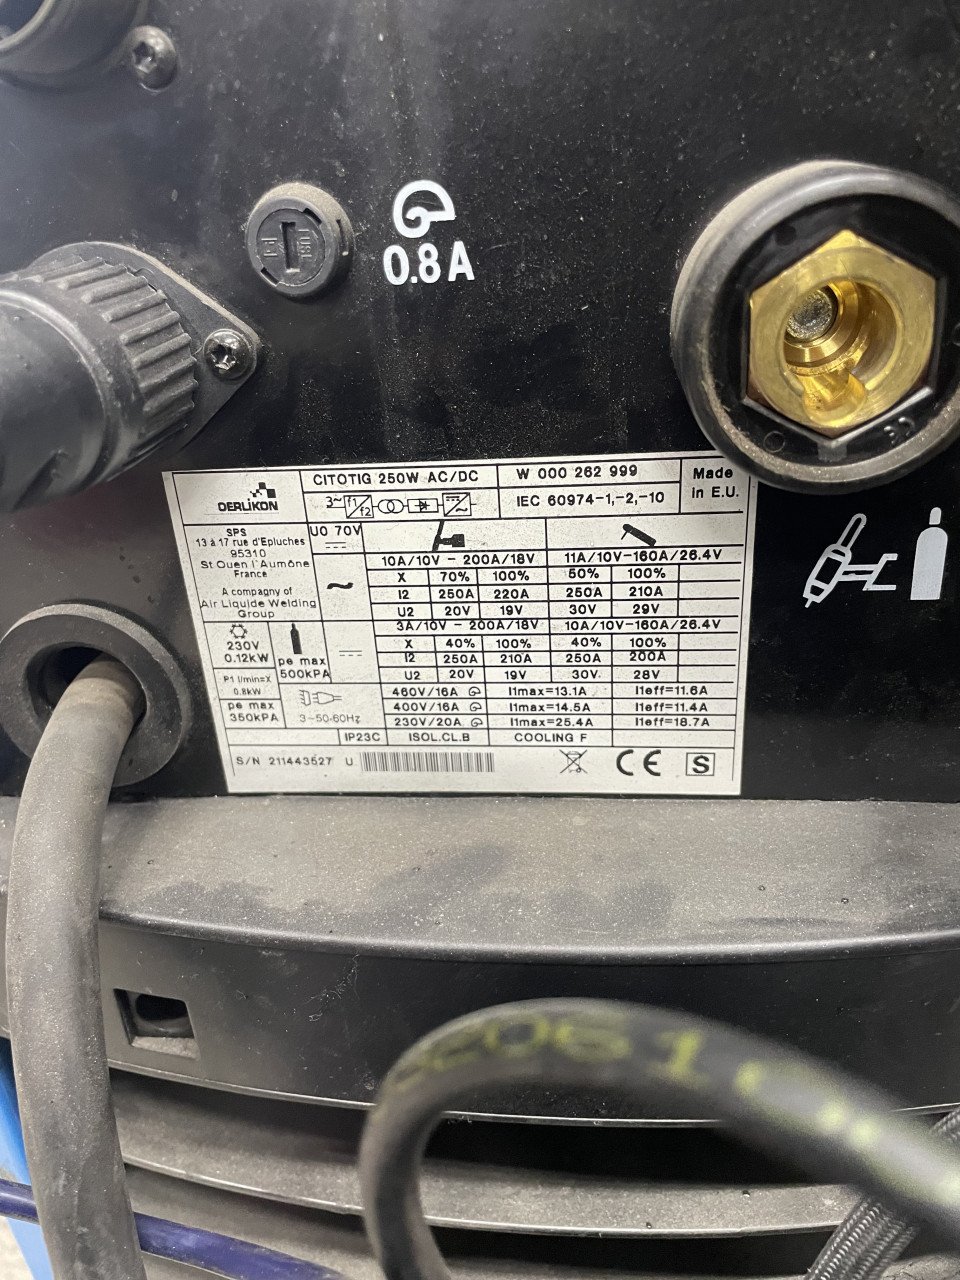 FUSE
0.8 A
OERLIKON
CITOTIG 250W AC/DC
W 000 262 999
Made
in E.U.
3~ f1 f2
IEC 60974-1,-2,-10
SPS
13 à 17 rue d'Epluches
95310
St Ouen l'Aumône
France
A compagny of
Air Liquide Welding
Group
U0 70V
10A/10V - 200A/18V 11A/10V-160A/26.4V
X 70% 100% 50% 100%
I2 250A 220A 250A 210A
U2 20V 19V 30V 29V
3A/10V - 200A/18V 10A/10V-160A/26.4V
X 40% 100% 40% 100%
I2 250A 210A 250A 200A
U2 20V 19V 30V 28V
230V
0.12kW
pe max
500kPA
P1 l/min=X
0.8kW
pe max
350kPA
3~50-60Hz
460V/16A I1max=13.1A I1eff=11.6A
400V/16A I1max=14.5A I1eff=11.4A
230V/20A I1max=25.4A I1eff=18.7A
IP23C ISOL.CL.B COOLING F
S/N 211443527 U
CE S